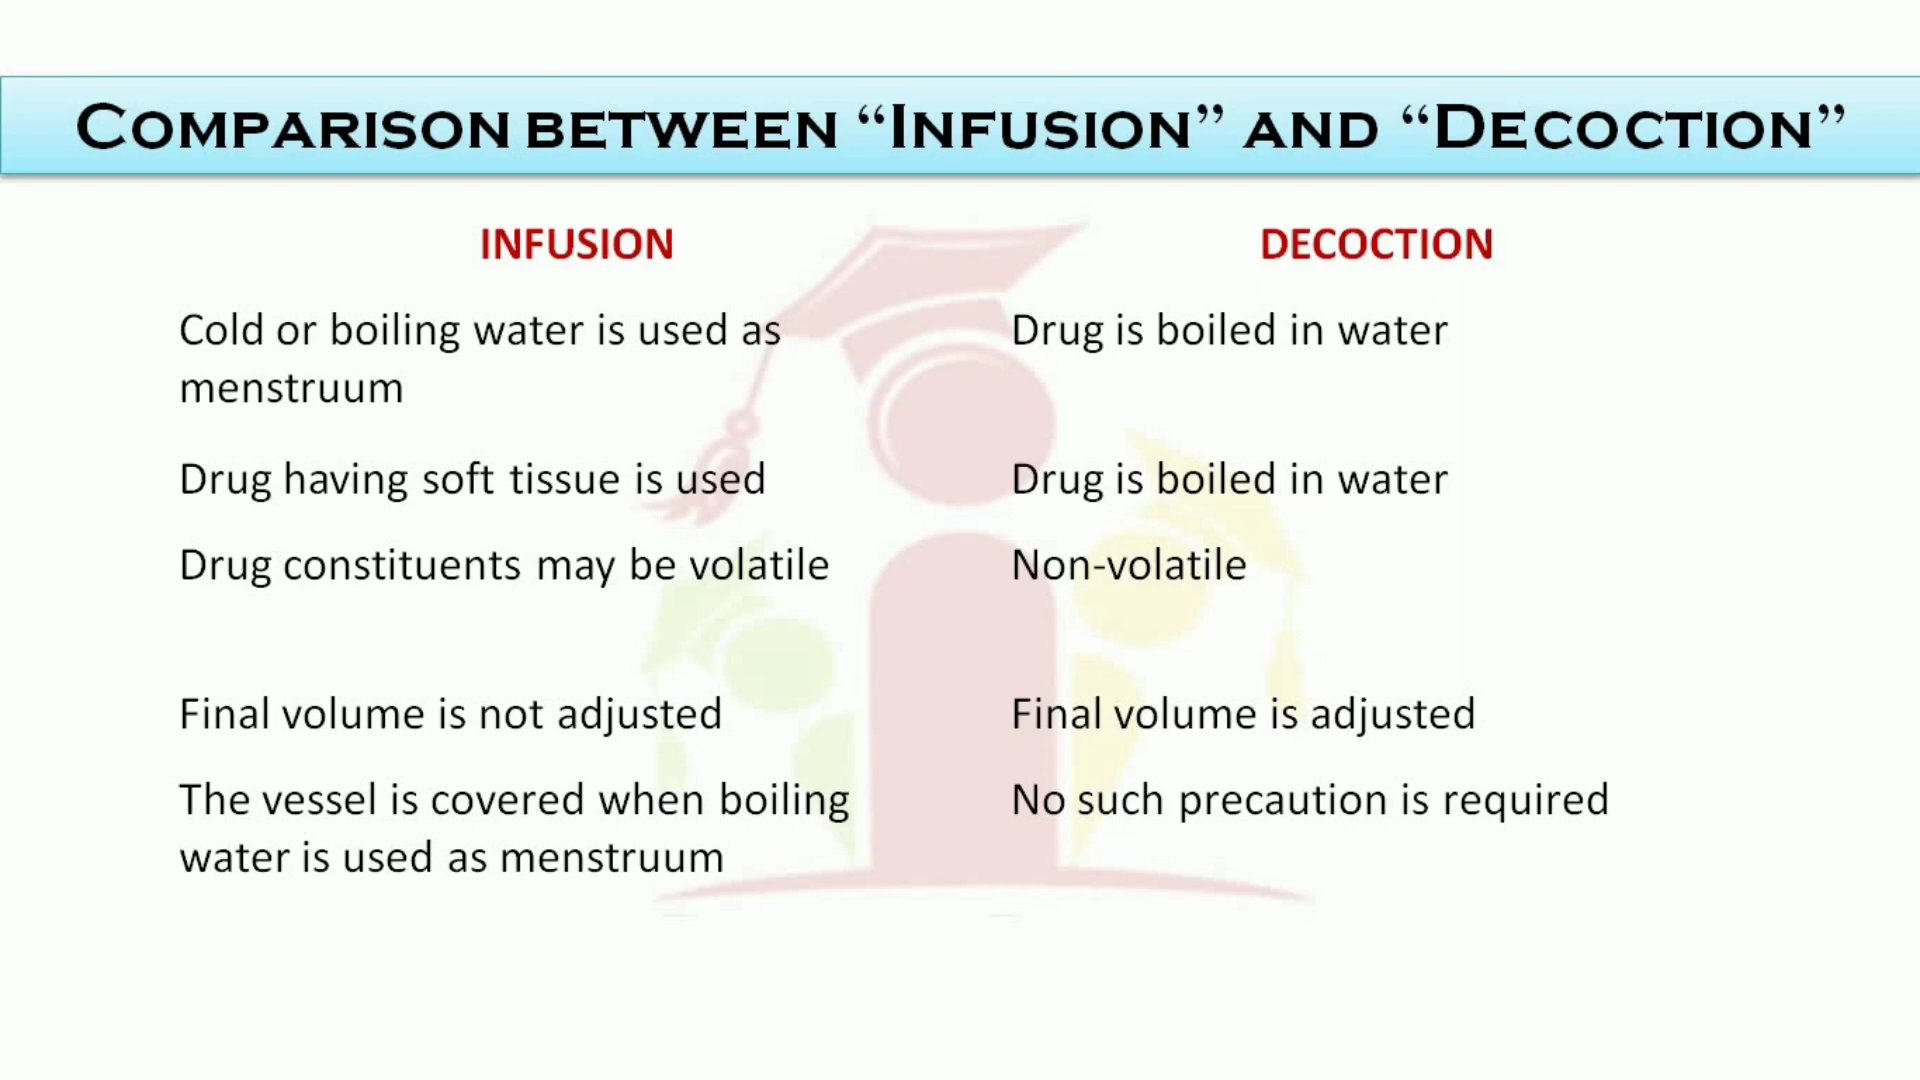 COMPARISON BETWEEN “INFUSION” AND “DECOCTION”
INFUSION
DECOCTION
Cold or boiling water is used as
menstruum
Drug is boiled in water
Drug having soft tissue is used
Drug is boiled in water
Drug constituents may be volatile
Non-volatile
Final volume is not adjusted
Final volume is adjusted
The vessel is covered when boiling
water is used as menstruum
No such precaution is required